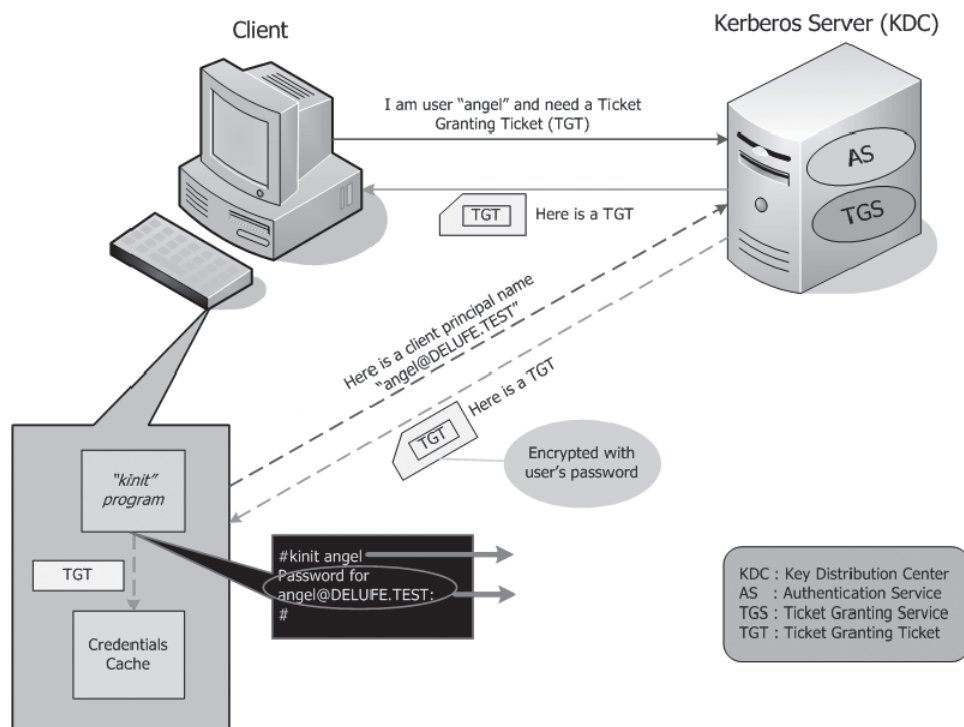 Client
Kerberos Server (KDC)
I am user “angel” and need a Ticket
Granting Ticket (TGT)
AS
TGT
Here is a TGT
TGS
Here is a client principal name
“angel@DELUFE.TEST”
Here is a TGT
TGT
Encrypted with
user's password
“kinit”
program
TGT
Credentials
Cache
#kinit angel
Password for
angel@DELUFE.TEST:
#
KDC : Key Distribution Center
AS : Authentication Service
TGS : Ticket Granting Service
TGT : Ticket Granting Ticket